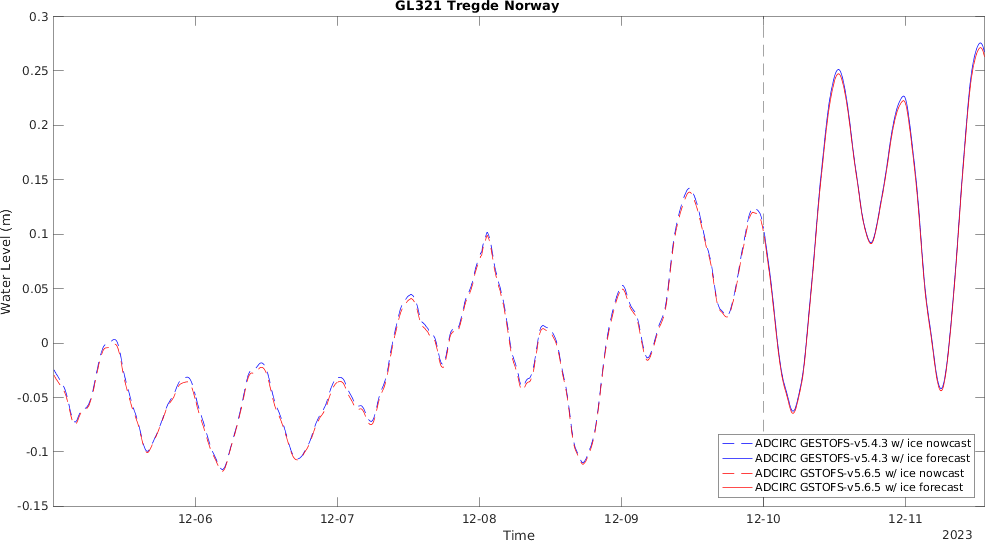 GL321 Tregde Norway
0.3
0.25
0.2
0.15
0.1
0.05
0
-0.05
-0.1
-0.15
Water Level (m)
12-06
12-07
12-08
12-09
12-10
12-11
Time
2023
ADCIRC GESTOFS-v5.4.3 w/ ice nowcast
ADCIRC GESTOFS-v5.4.3 w/ ice forecast
ADCIRC GSTOFS-v5.6.5 w/ ice nowcast
ADCIRC GSTOFS-v5.6.5 w/ ice forecast